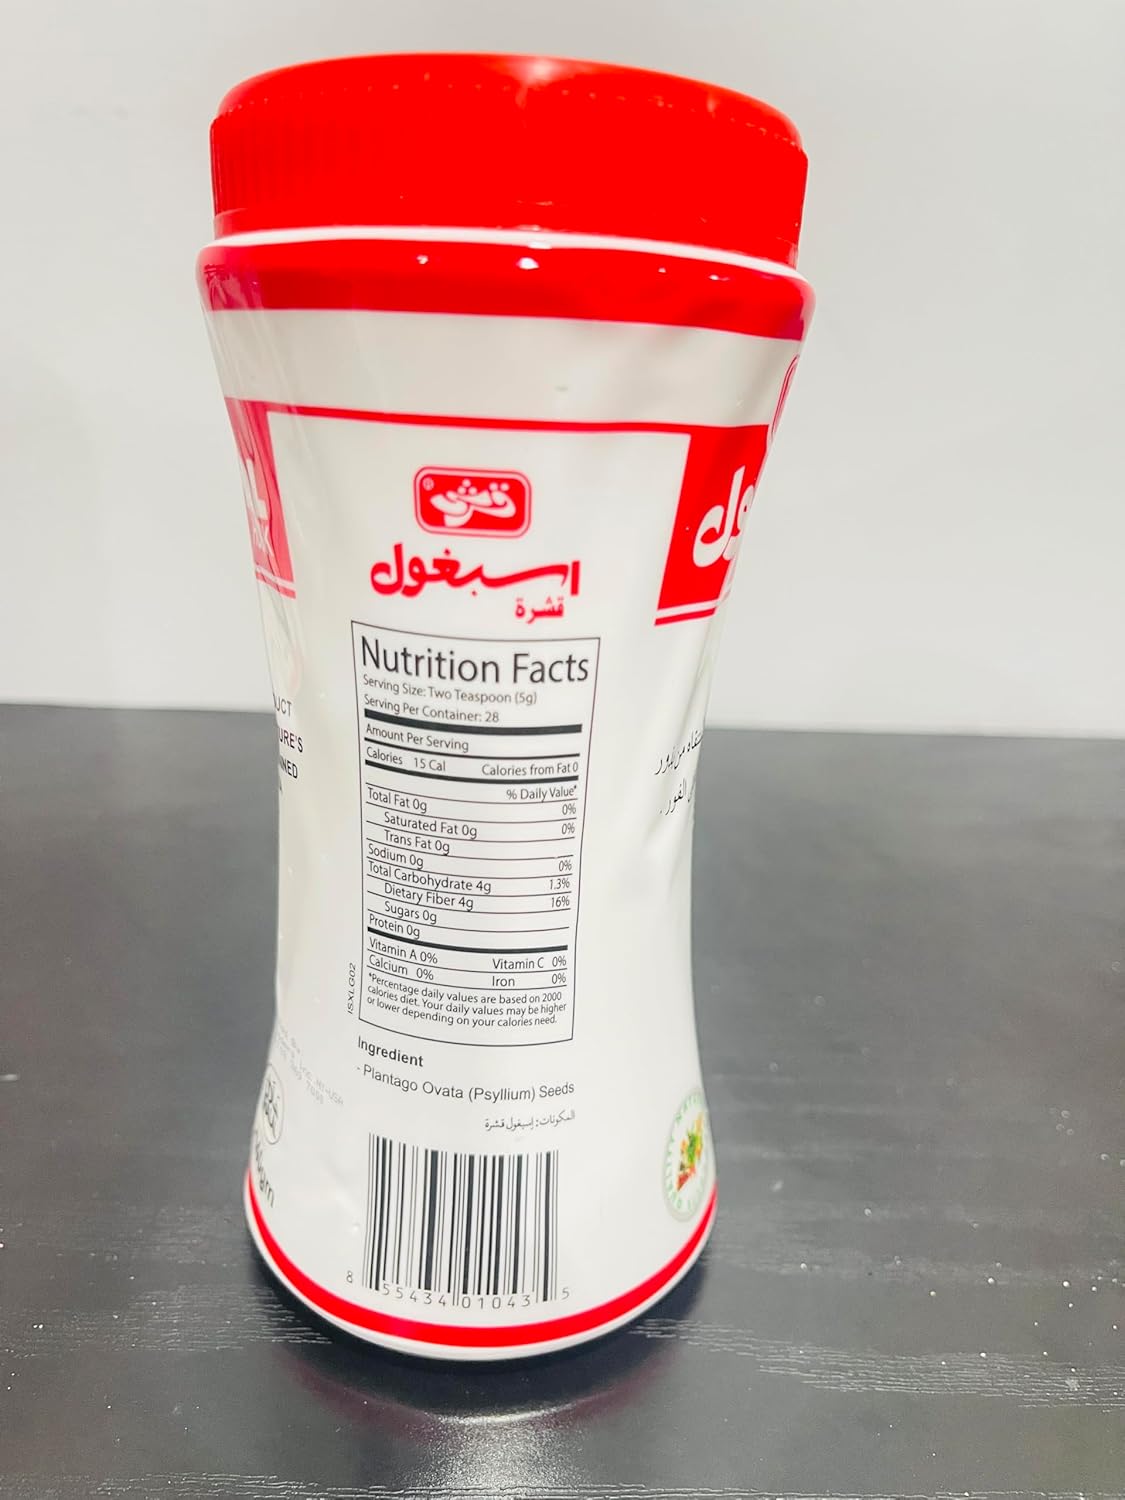 قرشي
®
اسپغول
قشرة
Nutrition Facts
Serving Size: Two Teaspoon (5g)
Serving Per Container: 28
Amount Per Serving
Calories 15 Cal Calories from Fat 0
% Daily Value*
Total Fat 0g 0%
Saturated Fat 0g 0%
Trans Fat 0g
Sodium 0g 0%
Total Carbohydrate 4g 1.3%
Dietary Fiber 4g 16%
Sugars 0g
Protein 0g
Vitamin A 0% Vitamin C 0%
Calcium 0% Iron 0%
*Percentage daily values are based on 2000
calories diet. Your daily values may be higher
or lower depending on your calories need.
ISXLG02
Ingredient
- Plantago Ovata (Psyllium) Seeds
المكونات: إسبغول قشرة
8 55434 01043 5